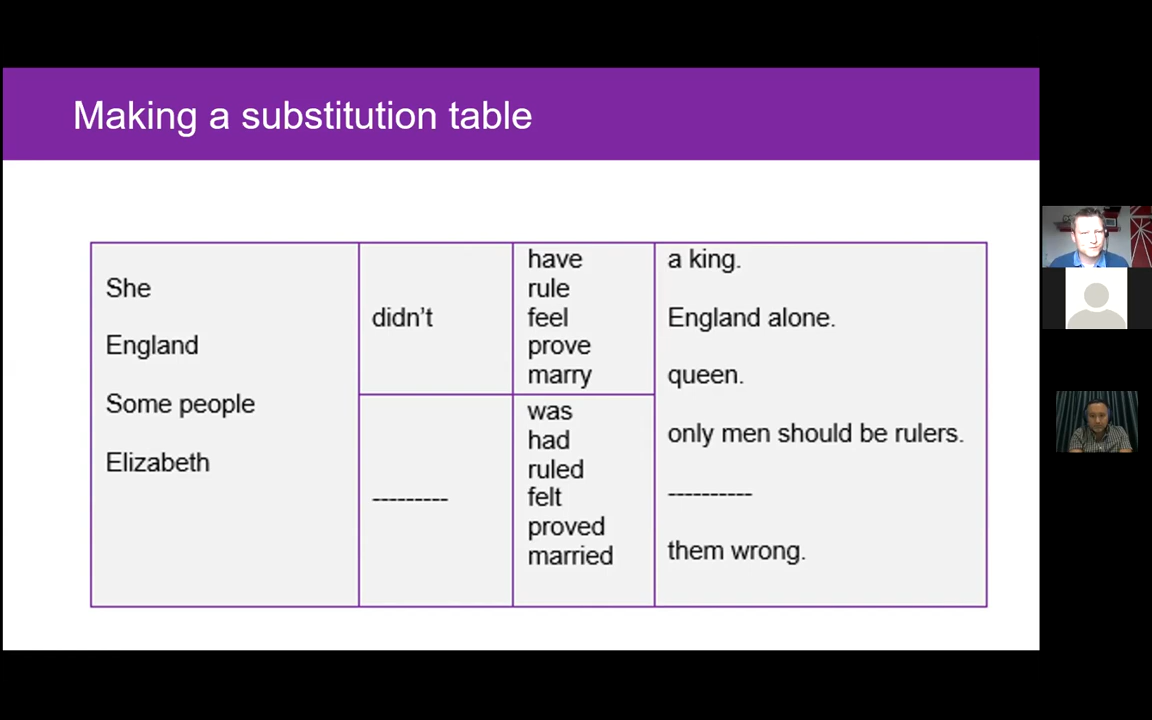 Making a substitution table
She
England
Some people
Elizabeth
didn't
---------
have
rule
feel
prove
marry
was
had
ruled
felt
proved
married
a king.
England alone.
queen.
only men should be rulers.
----------
them wrong.